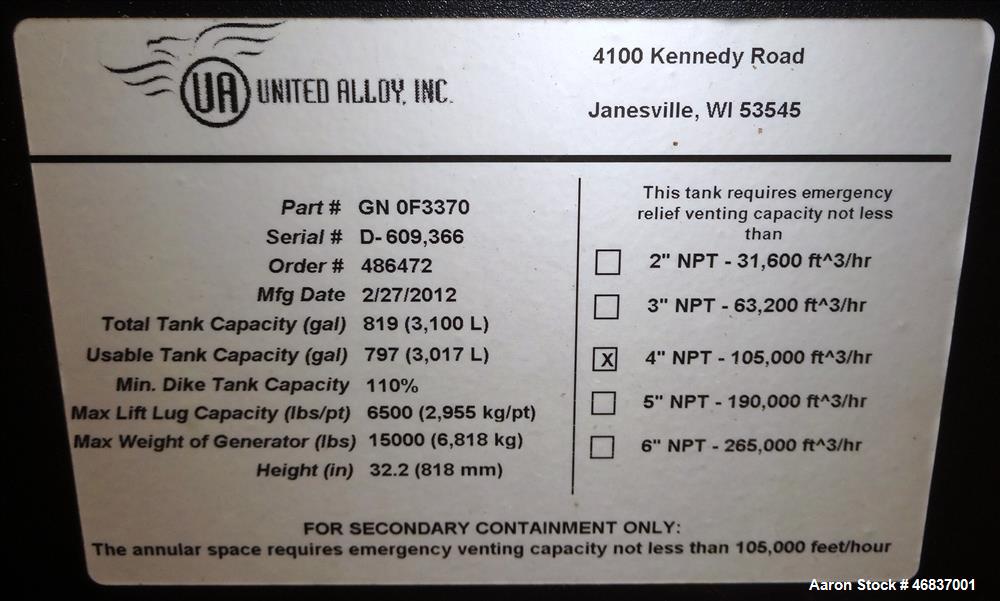 UA UNITED ALLOY, INC.
4100 Kennedy Road
Janesville, WI 53545
Part # GN 0F3370
Serial # D- 609,366
Order # 486472
Mfg Date 2/27/2012
Total Tank Capacity (gal) 819 (3,100 L)
Usable Tank Capacity (gal) 797 (3,017 L)
Min. Dike Tank Capacity 110%
Max Lift Lug Capacity (lbs/pt) 6500 (2,955 kg/pt)
Max Weight of Generator (lbs) 15000 (6,818 kg)
Height (in) 32.2 (818 mm)
This tank requires emergency
relief venting capacity not less
than
2" NPT - 31,600 ft^3/hr
3" NPT - 63,200 ft^3/hr
X 4" NPT - 105,000 ft^3/hr
5" NPT - 190,000 ft^3/hr
6" NPT - 265,000 ft^3/hr
FOR SECONDARY CONTAINMENT ONLY:
The annular space requires emergency venting capacity not less than 105,000 feet/hour
Aaron Stock # 46837001